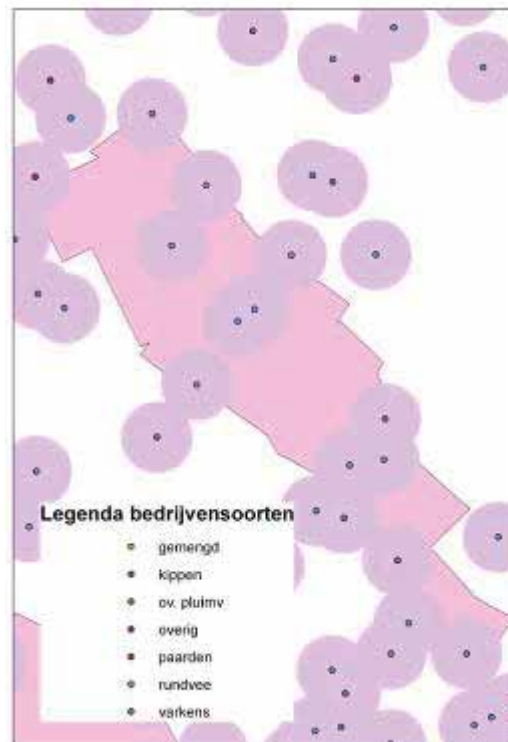 Legenda bedrijvensoorten
gemengd
kippen
ov. pluimv
overig
paarden
rundvee
varkens